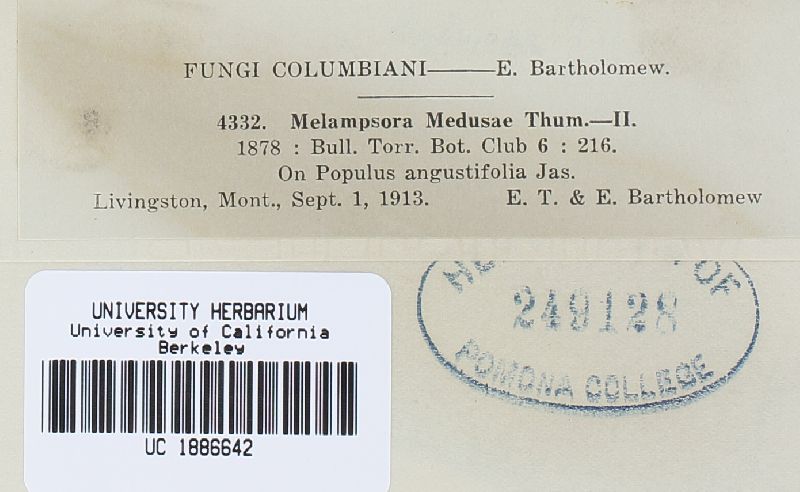 FUNGI COLUMBIANI——E. Bartholomew.
4332. Melampsora Medusae Thum.—II.
1878 : Bull. Torr. Bot. Club 6 : 216.
On Populus angustifolia Jas.
Livingston, Mont., Sept. 1, 1913. E. T. & E. Bartholomew
UNIVERSITY HERBARIUM
University of California
Berkeley
UC 1886642
OF
249128
POMONA COLLEGE